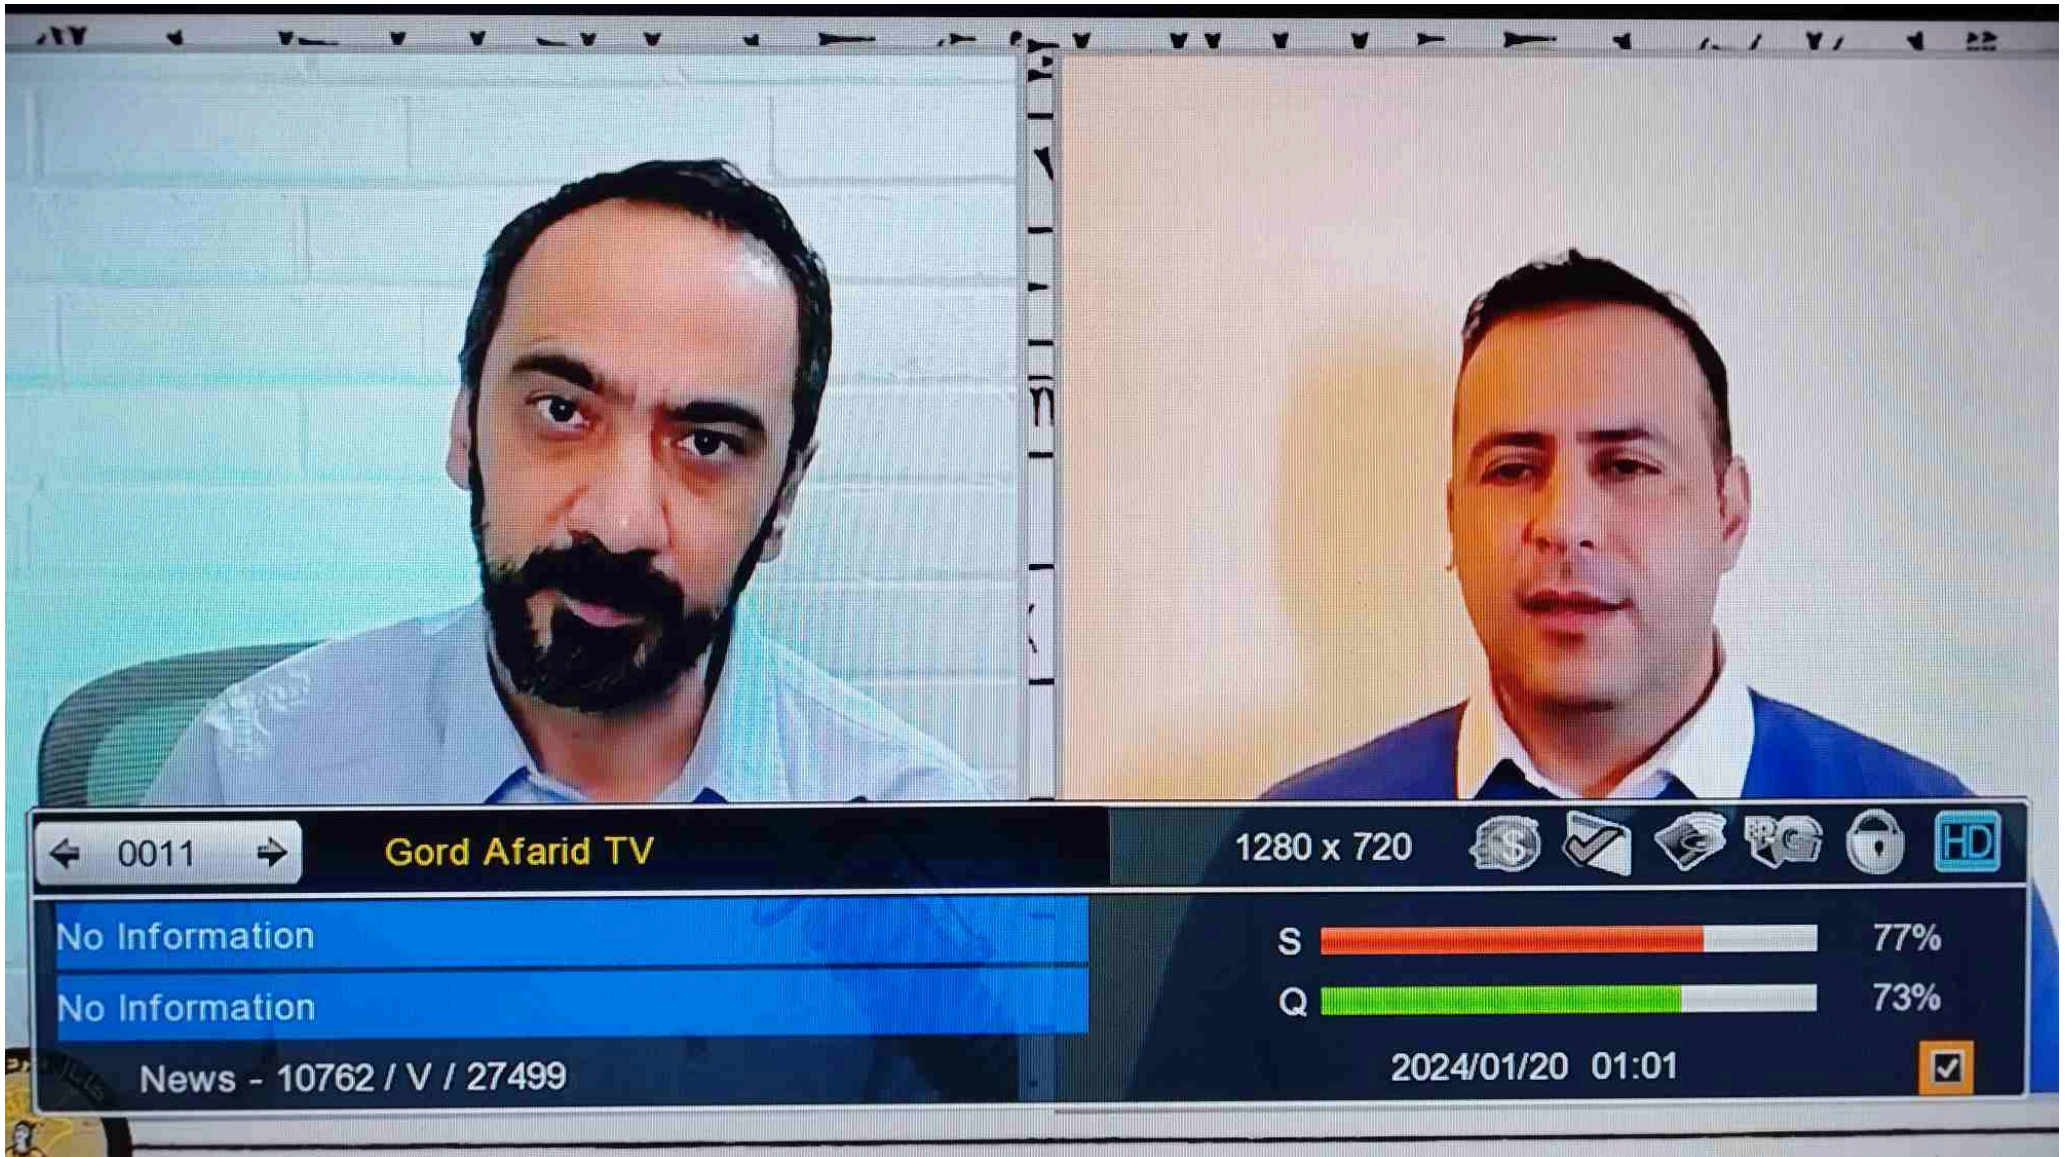 0011
Gord Afarid TV
1280 x 720
HD
No Information
S 77%
No Information
Q 73%
News - 10762 / V / 27499
2024/01/20 01:01